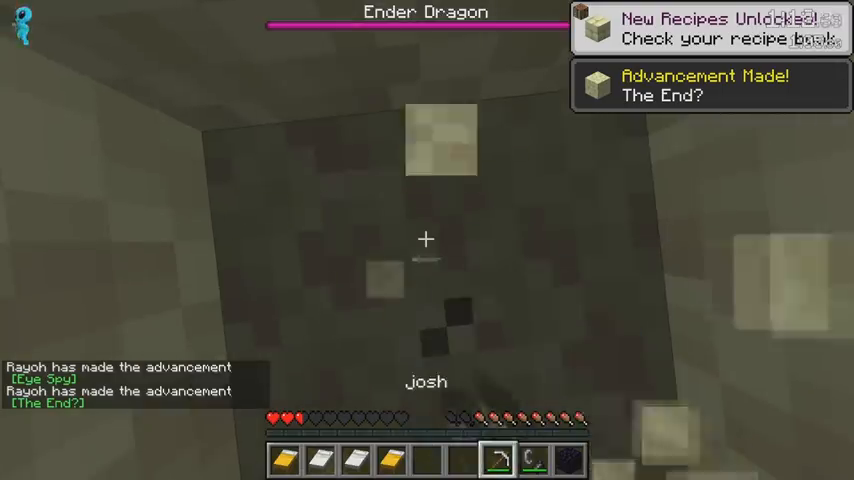 Ender Dragon
New Recipes Unlocked!
Check your recipe book
Advancement Made!
The End?
Rayoh has made the advancement
[Eye Spy]
Rayoh has made the advancement
[The End?]
josh